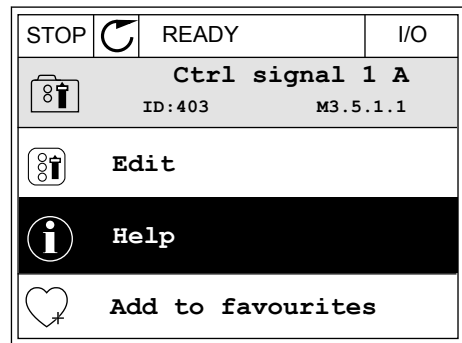 STOP READY I/O
Ctrl signal 1 A
ID:403 M3.5.1.1
Edit
Help
Add to favourites